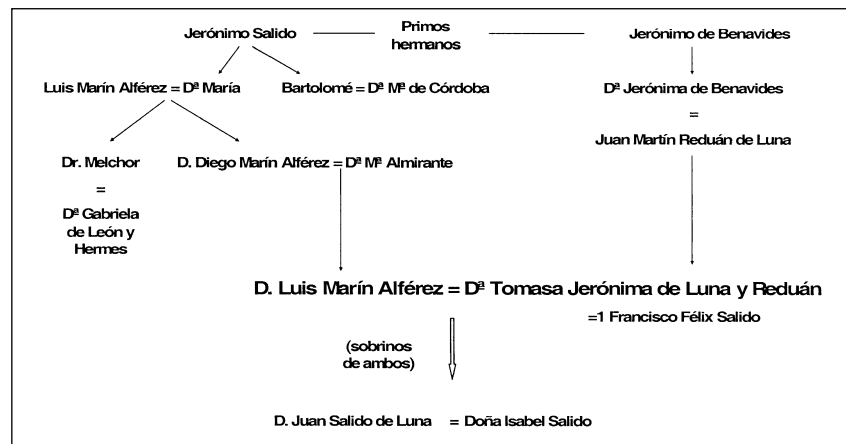 Jerónimo Salido
Primos
hermanos
Jerónimo de Benavides
Luis Marín Alférez = Dª María
Bartolomé = Dª Mª de Córdoba
Dª Jerónima de Benavides
=
Juan Martín Reduán de Luna
Dr. Melchor
=
Dª Gabriela
de León y
Hermes
D. Diego Marín Alférez = Dª Mª Almirante
D. Luis Marín Alférez = Dª Tomasa Jerónima de Luna y Reduán
=1 Francisco Félix Salido
(sobrinos
de ambos)
D. Juan Salido de Luna = Doña Isabel Salido